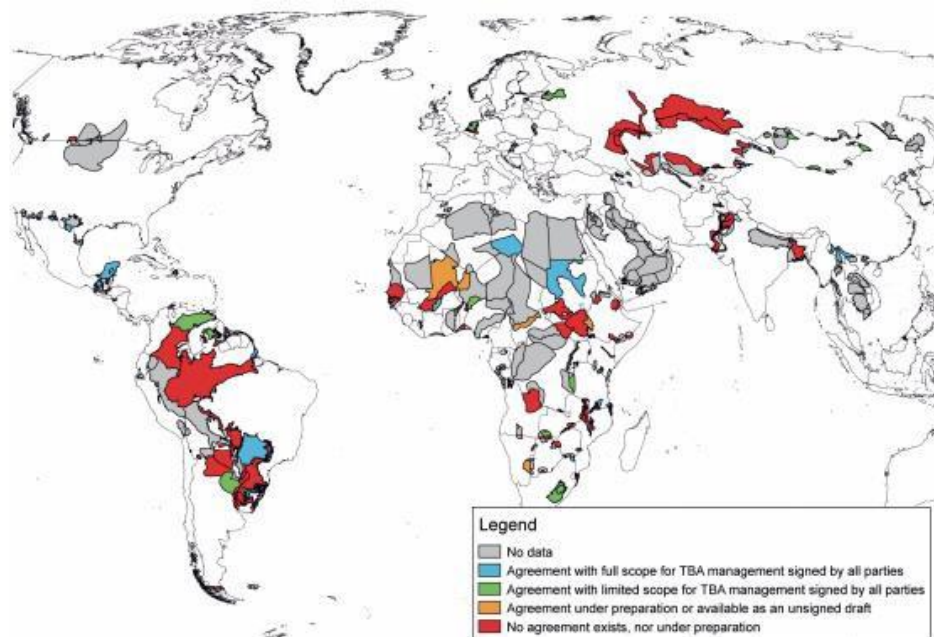 Legend
No data
Agreement with full scope for TBA management signed by all parties
Agreement with limited scope for TBA management signed by all parties
Agreement under preparation or available as an unsigned draft
No agreement exists, nor under preparation